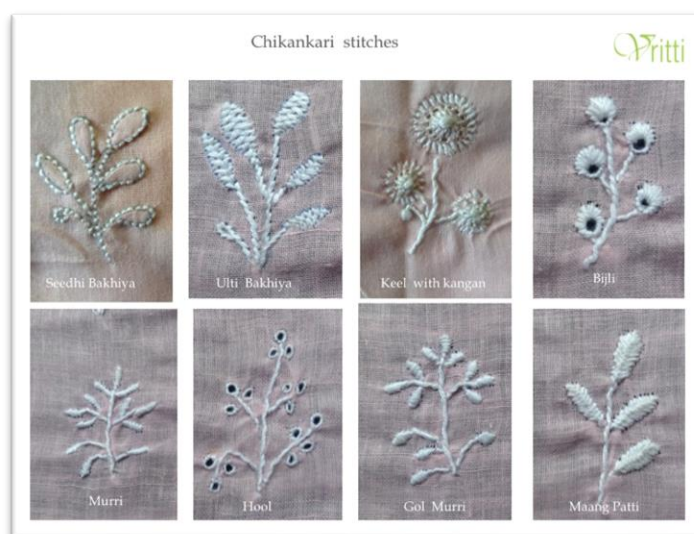 Chikankari stitches
Vritti
Seedhi Bakhiya
Ulti Bakhiya
Keel with kangan
Bijli
Murri
Hool
Gol Murri
Maang Patti